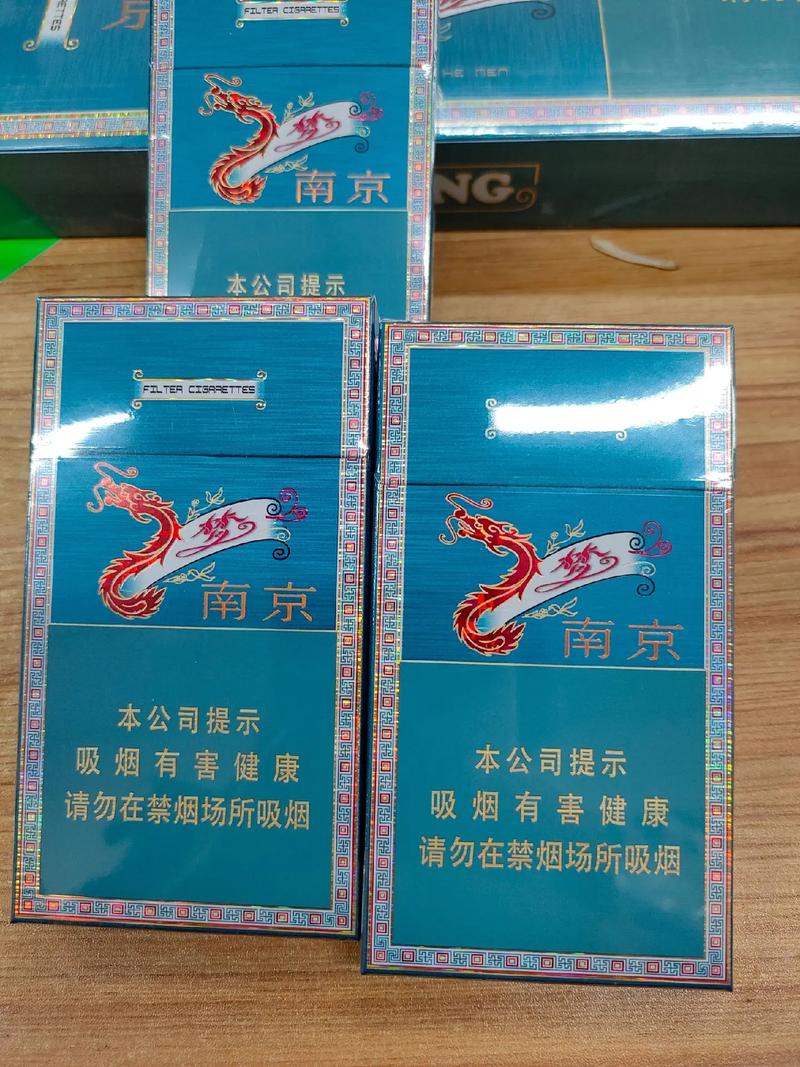 京
FILTER CIGARETTES
THE MEN
梦
南京
NG
本公司提示
FILTER CIGARETTES
梦
南京
本公司提示
吸烟有害健康
请勿在禁烟场所吸烟
梦
南京
本公司提示
吸烟有害健康
请勿在禁烟场所吸烟